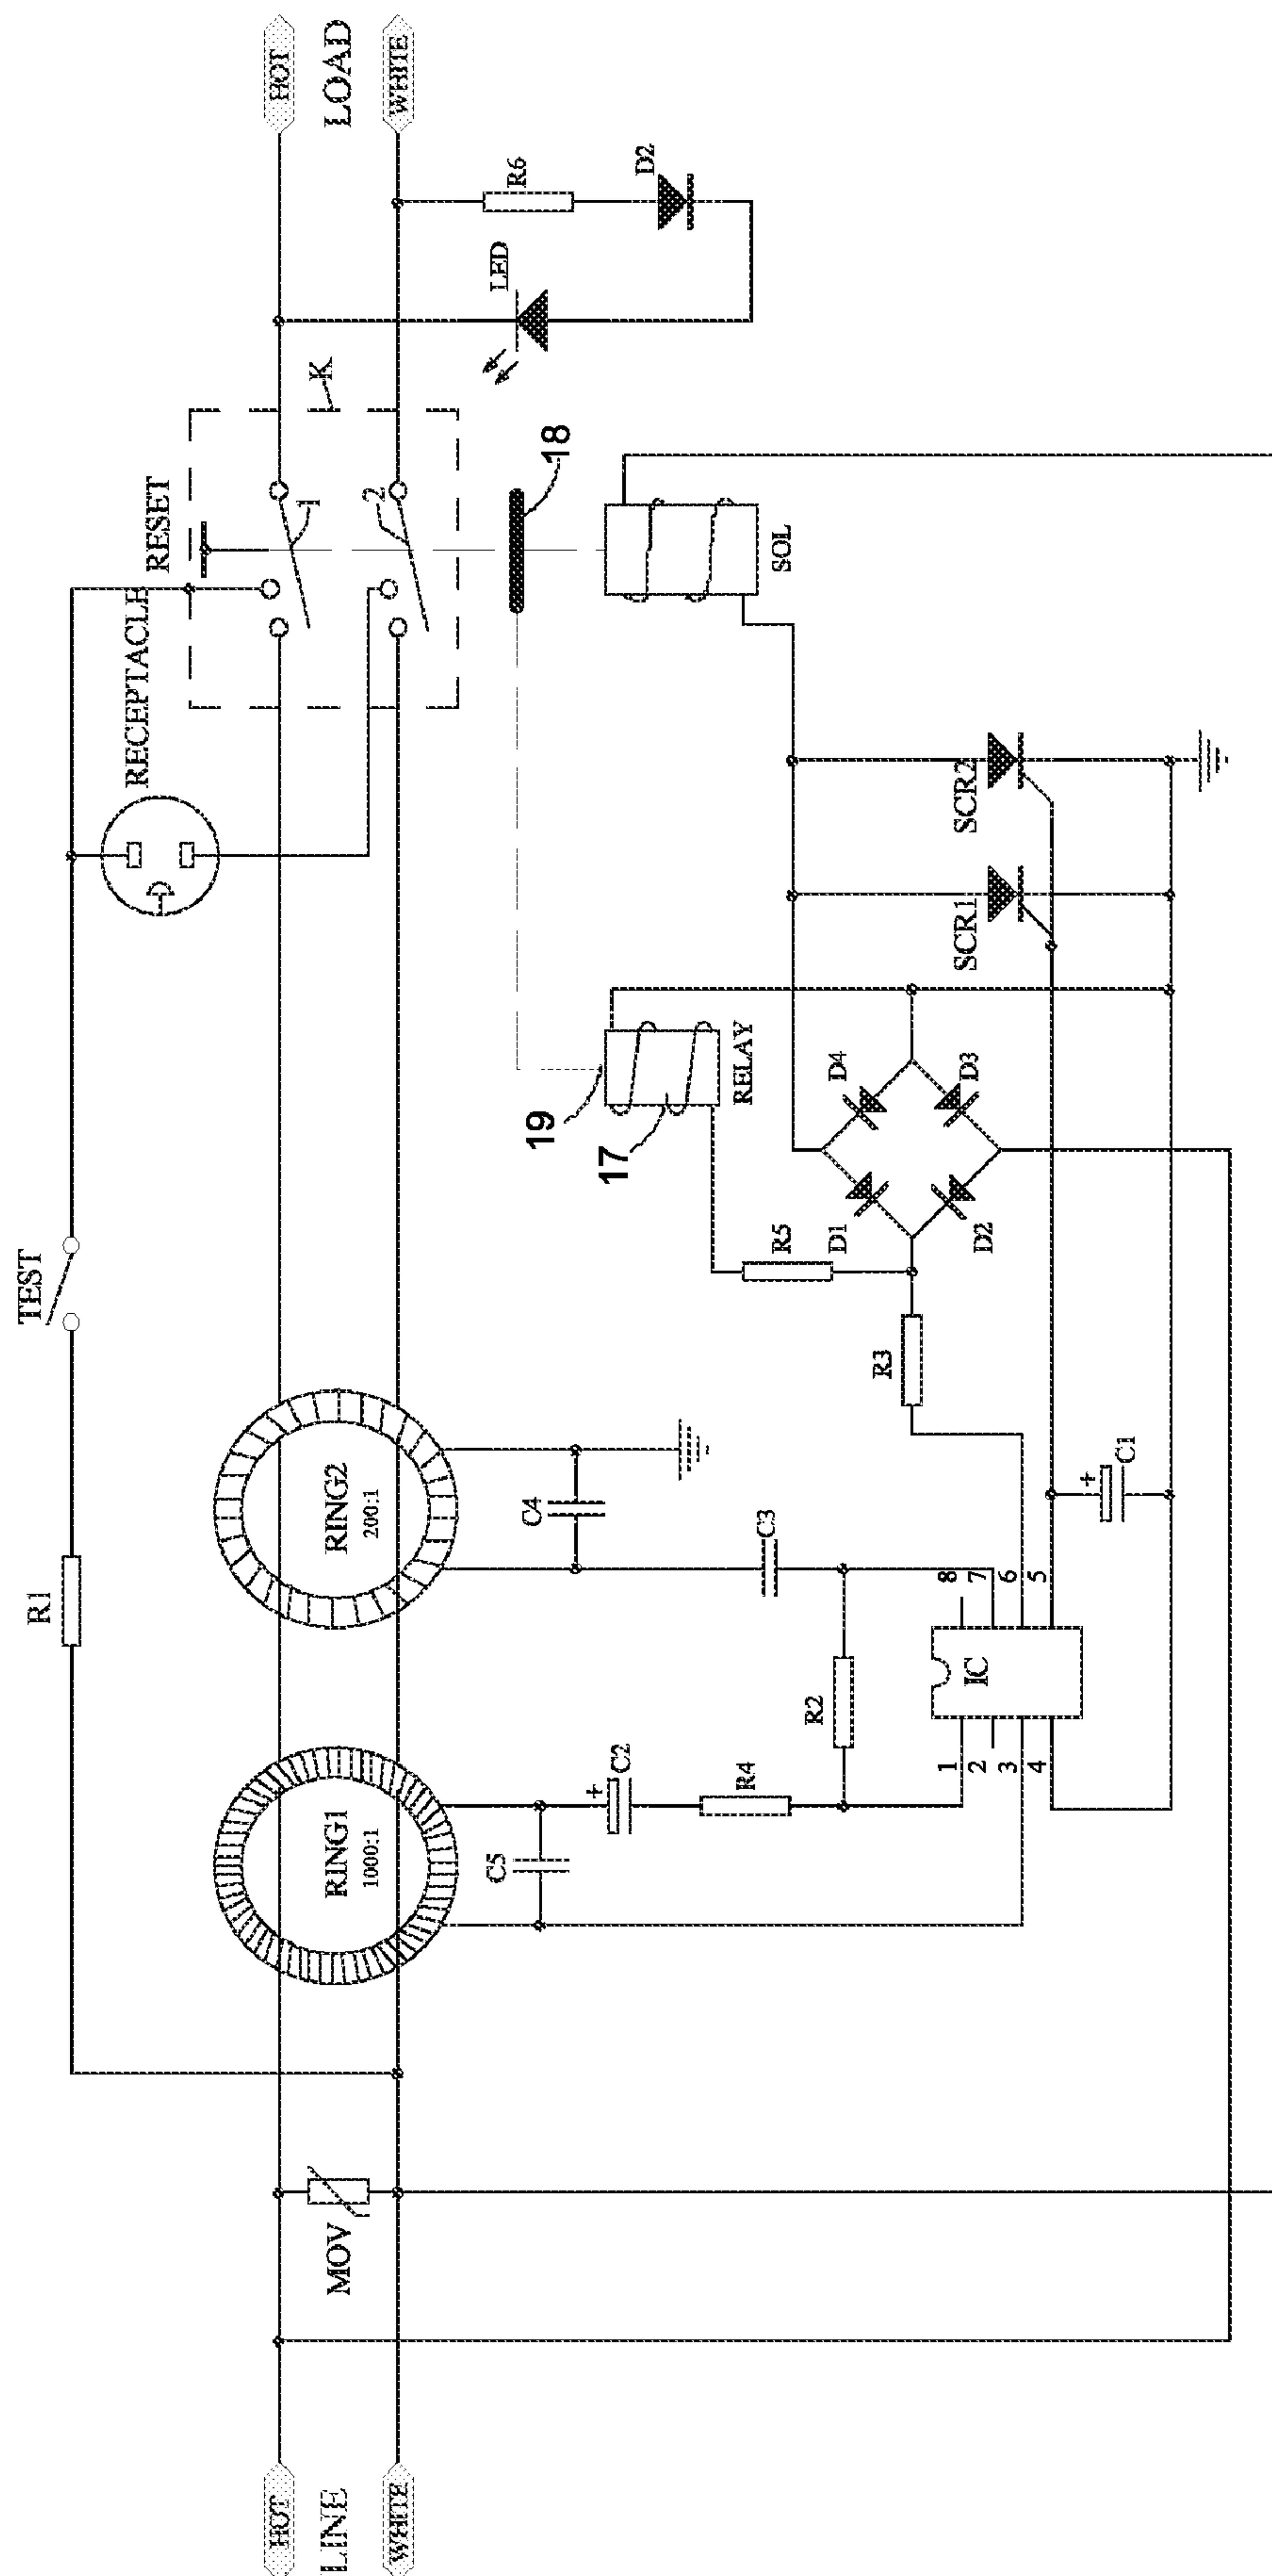 TEST
R1
RECEPTACLE
RESET
HOT
LINE
WHITE
MOV
RING1
1000:1
RING2
200:1
1
2
K
HOT
LOAD
WHITE
C5
C2
R4
C4
C3
R2
IC
1
2
3
4
8
7
6
5
C1
R3
R5
D1
D2
D4
D3
19
17
RELAY
18
SOL
SCR1
SCR2
LED
R6
D2